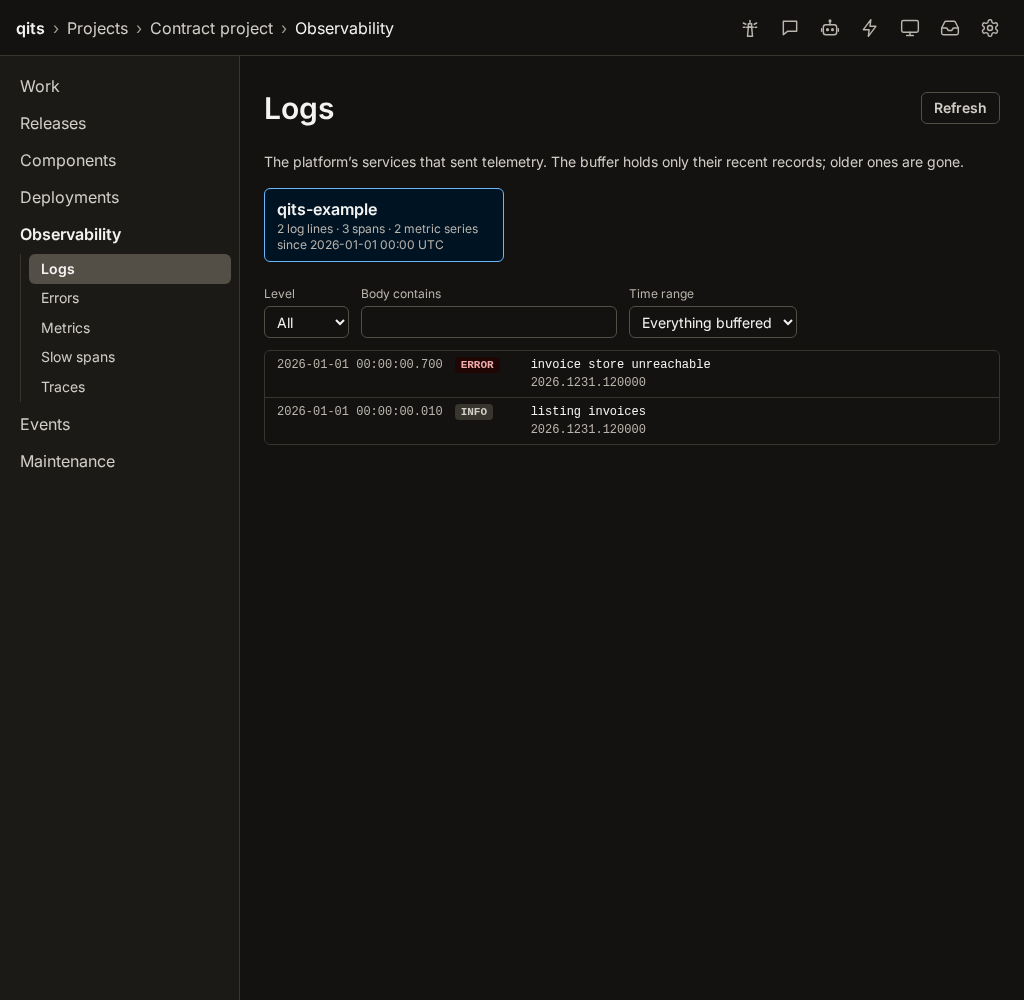 qits › Projects › Contract project › Observability
Work
Releases
Components
Deployments
Observability
Logs
Errors
Metrics
Slow spans
Traces
Events
Maintenance
Logs
Refresh
The platform’s services that sent telemetry. The buffer holds only their recent records; older ones are gone.
qits-example
2 log lines · 3 spans · 2 metric series
since 2026-01-01 00:00 UTC
Level Body contains Time range
All Everything buffered
2026-01-01 00:00:00.700 ERROR invoice store unreachable
2026.1231.120000
2026-01-01 00:00:00.010 INFO listing invoices
2026.1231.120000